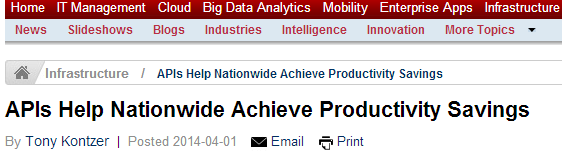 Home IT Management Cloud Big Data Analytics Mobility Enterprise Apps Infrastructure
News Slideshows Blogs Industries Intelligence Innovation More Topics
Infrastructure / APIs Help Nationwide Achieve Productivity Savings
APIs Help Nationwide Achieve Productivity Savings
By Tony Kontzer | Posted 2014-04-01 Email Print